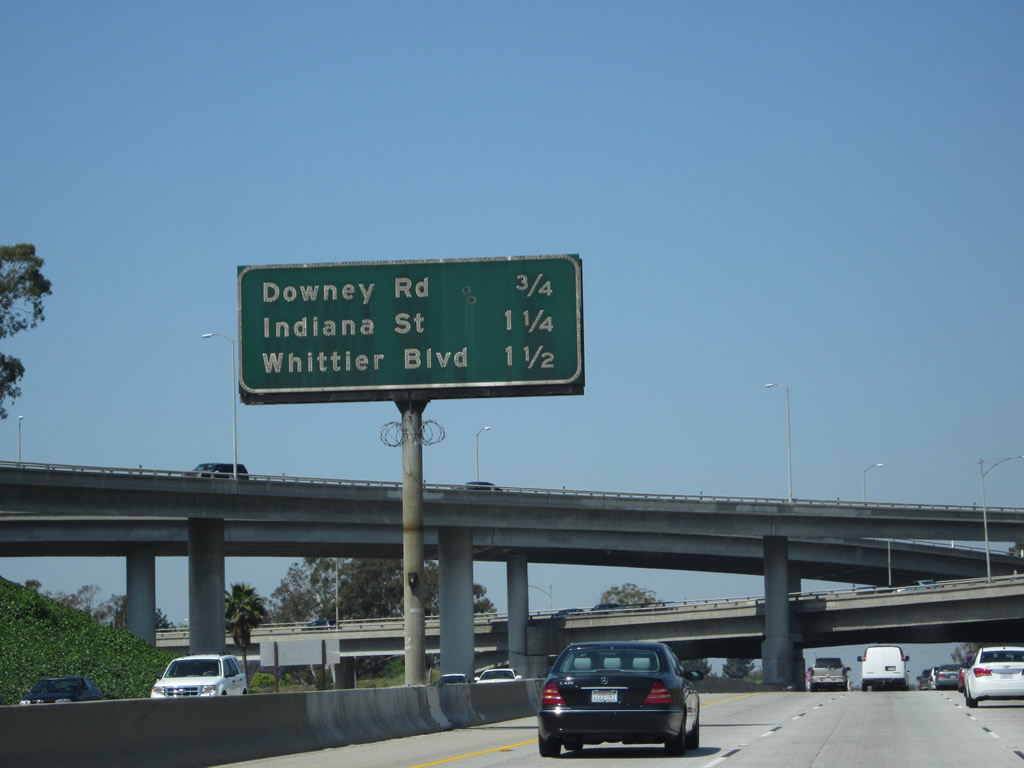 Downey Rd 3/4
Indiana St 1 1/4
Whittier Blvd 1 1/2